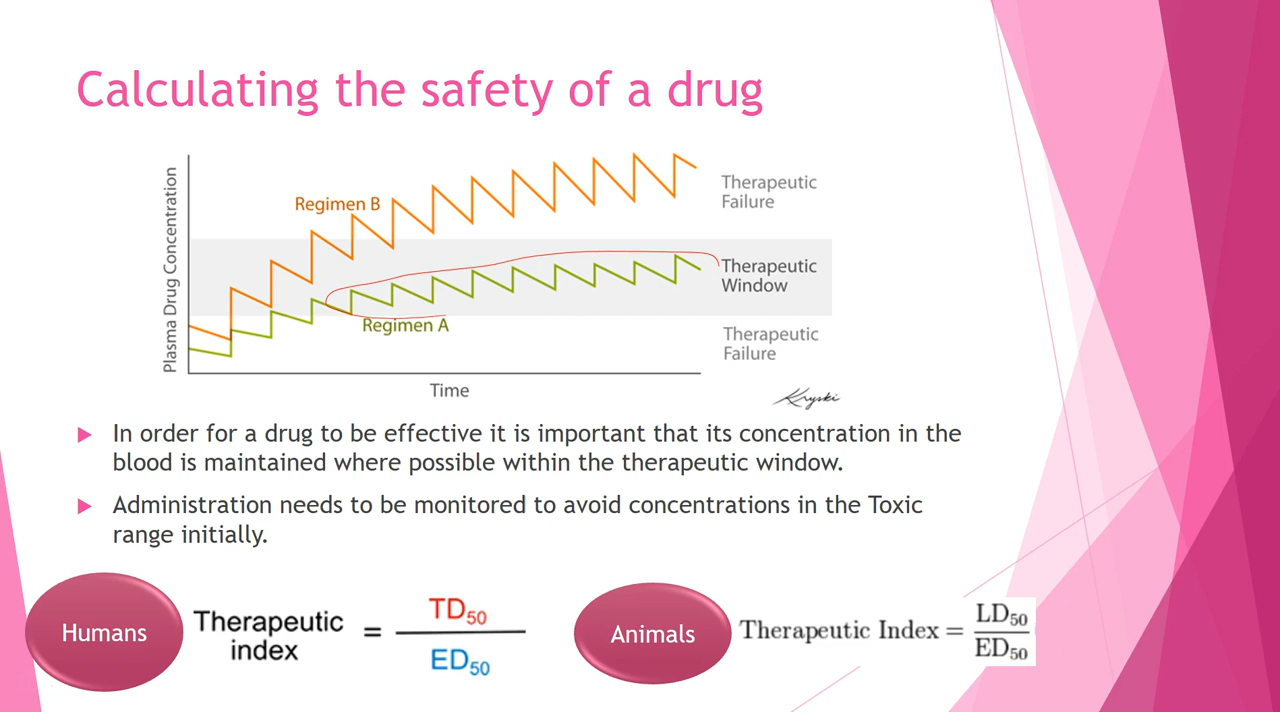 Calculating the safety of a drug
Plasma Drug Concentration
Regimen B
Regimen A
Therapeutic
Failure
Therapeutic
Window
Therapeutic
Failure
Time
Kryski
▶ In order for a drug to be effective it is important that its concentration in the
blood is maintained where possible within the therapeutic window.
▶ Administration needs to be monitored to avoid concentrations in the Toxic
range initially.
Humans
Therapeutic
index
= TD50
ED50
Animals
Therapeutic Index = LD50
ED50